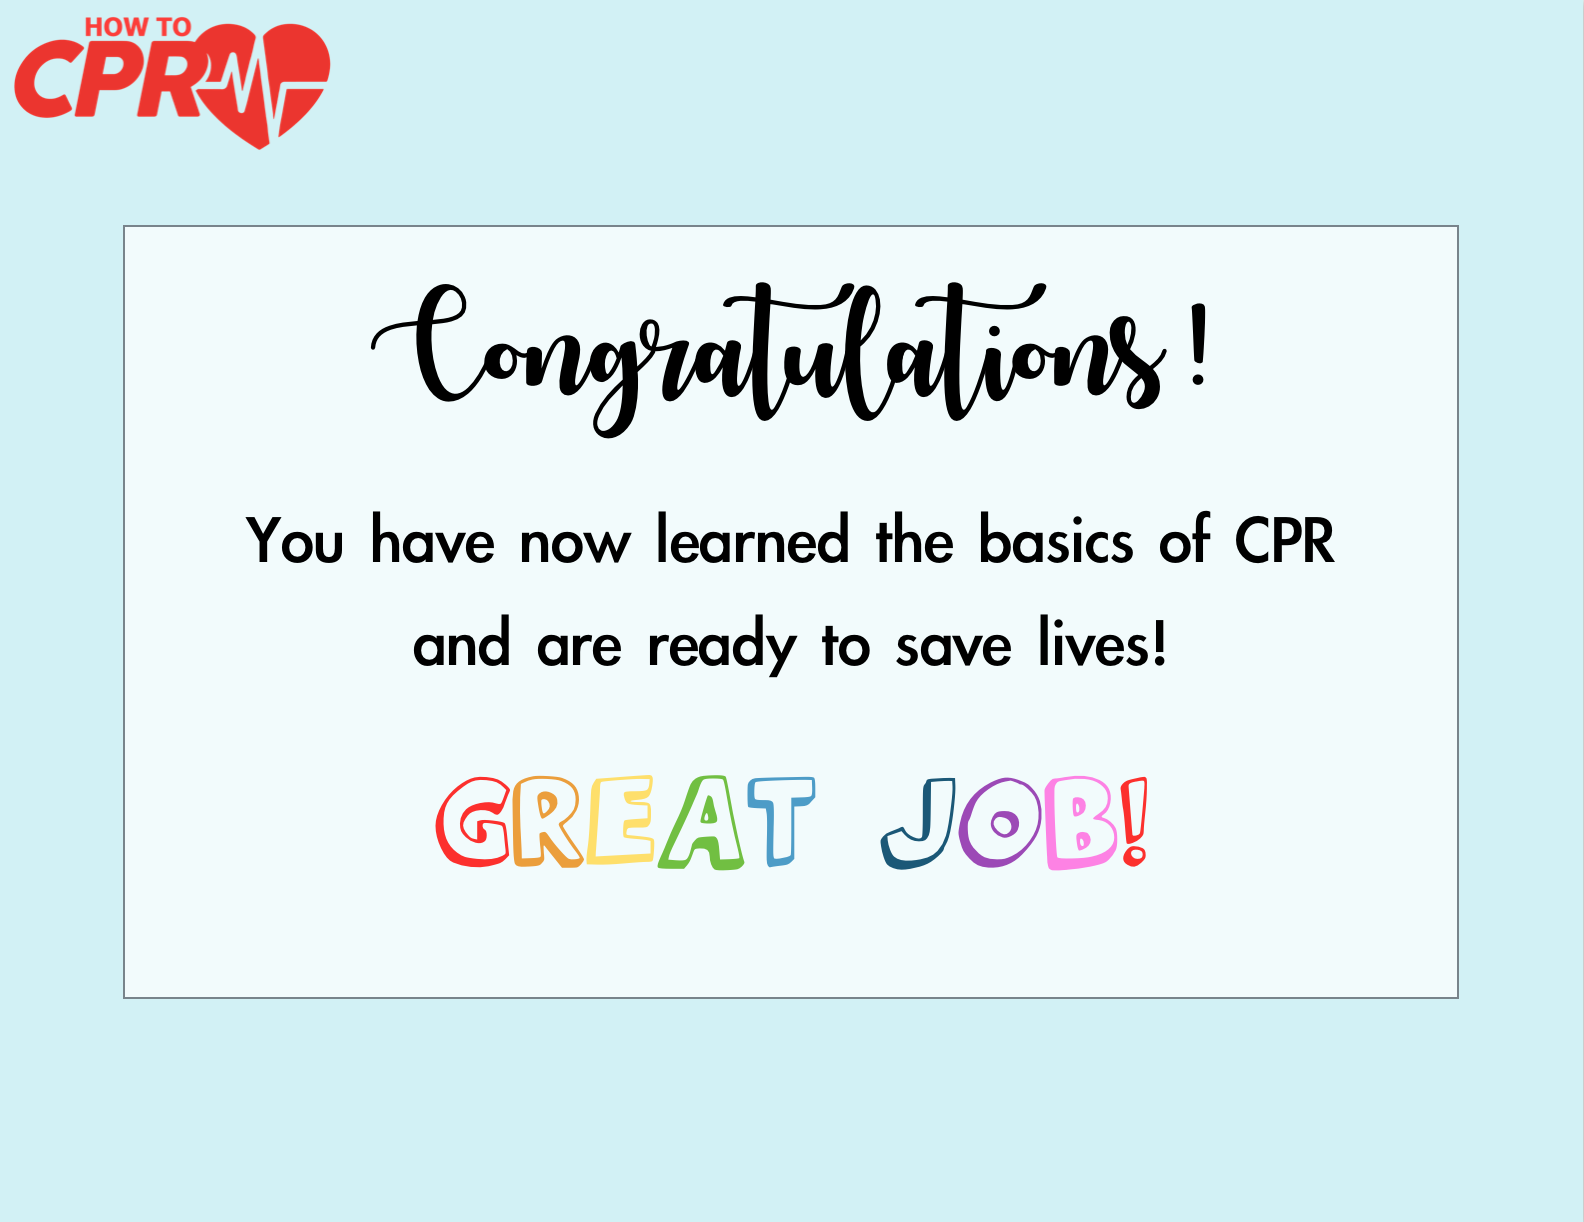 HOW TO
CPR
Congratulations!
You have now learned the basics of CPR
and are ready to save lives!
GREAT JOB!